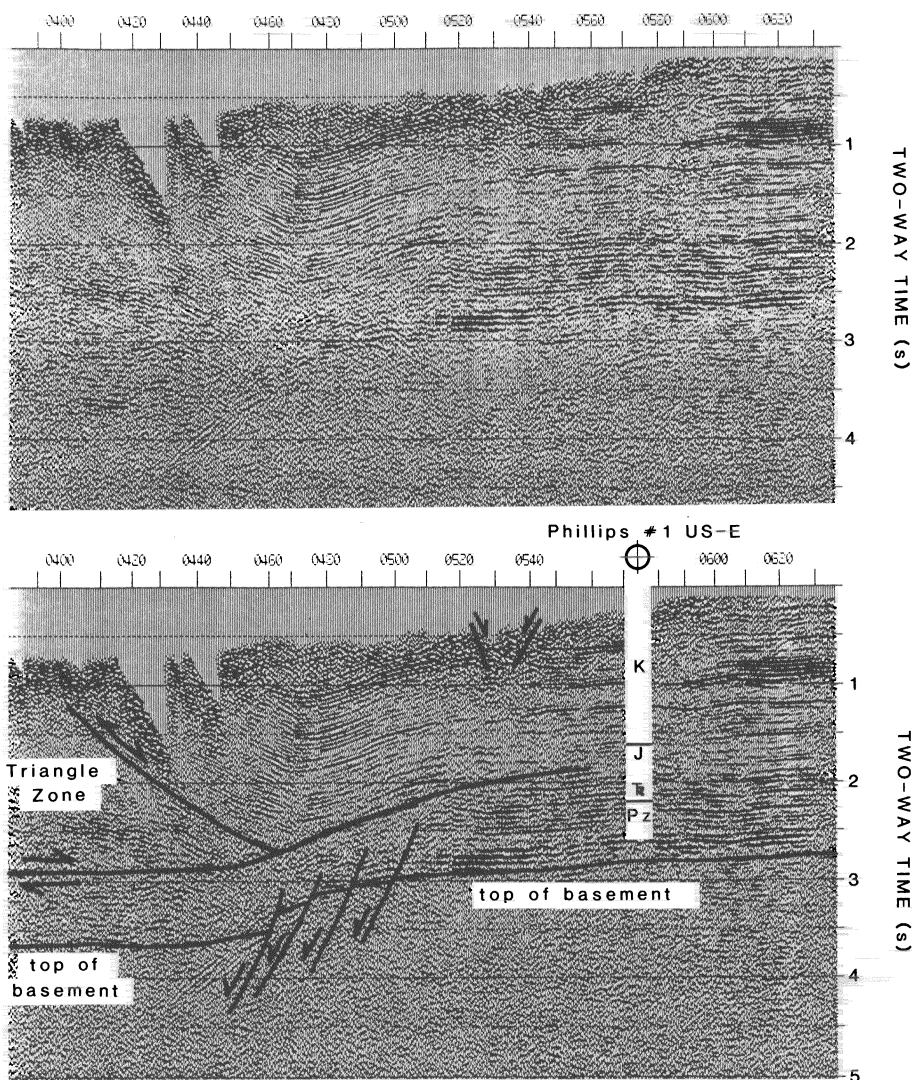 0400 0420 0440 0460 0480 0500 0520 0540 0560 0580 0600 0620
1
2
3
4
TWO-WAY TIME (s)
Phillips #1 US-E
0400 0420 0440 0460 0480 0500 0520 0540 0600 0620
K
J
TR
Pz
1
2
3
4
5
TWO-WAY TIME (s)
Triangle
Zone
top of basement
top of
basement